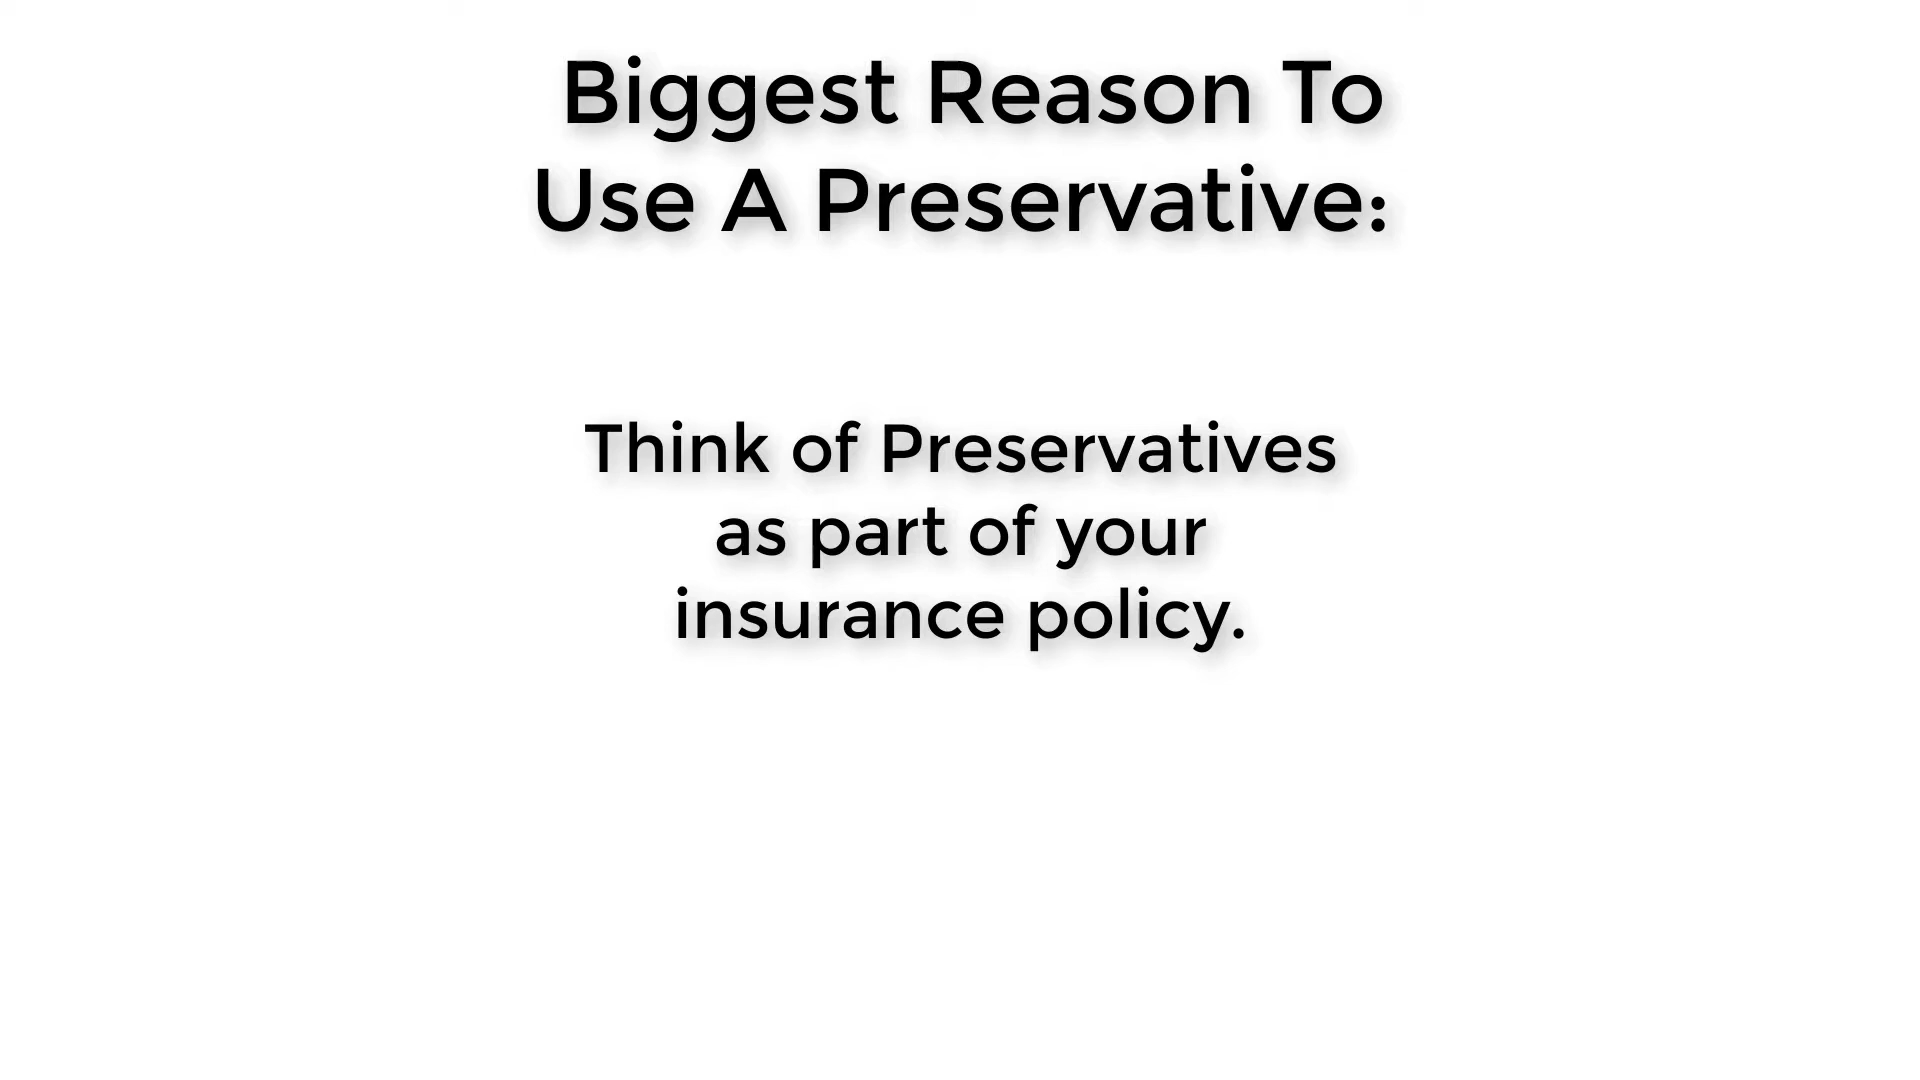 Biggest Reason To
Use A Preservative:
Think of Preservatives
as part of your
insurance policy.